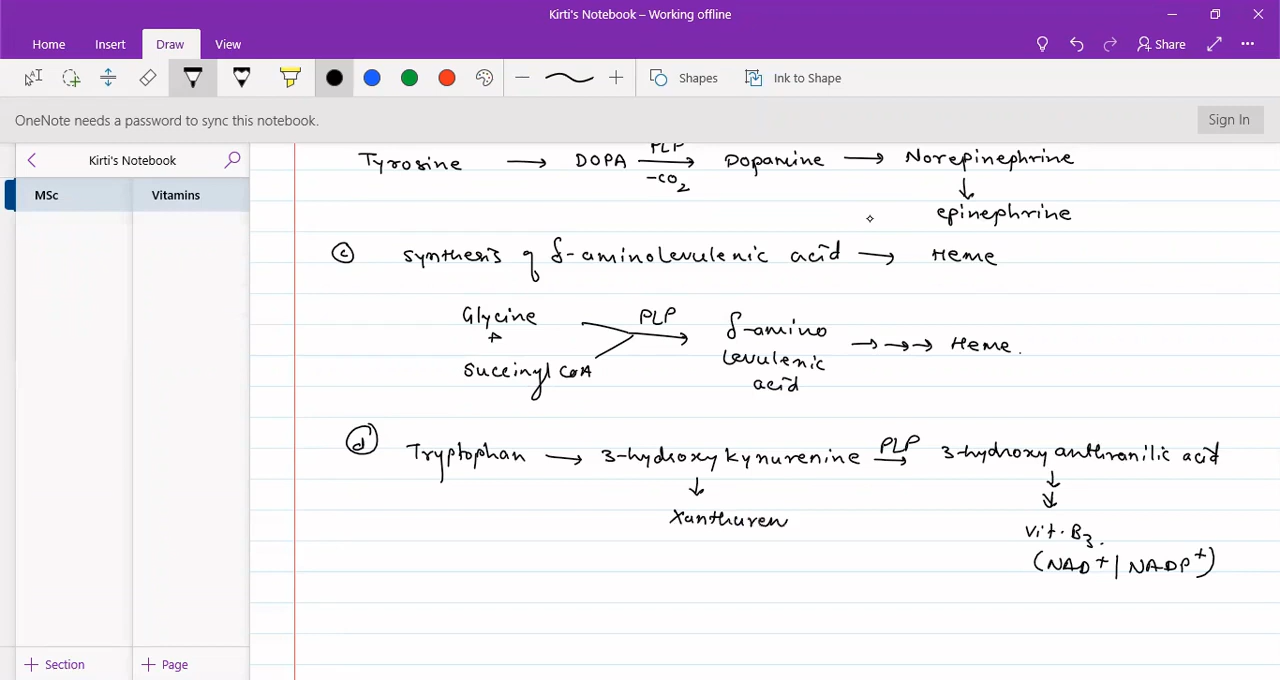 Kirti's Notebook – Working offline
Home Insert Draw View Share
Shapes Ink to Shape
OneNote needs a password to sync this notebook. Sign In
Kirti's Notebook
MSc Vitamins
PLP
Tyrosine → DOPA → Dopamine → Norepinephrine
-CO2
↓
epinephrine
(c) Synthesis of δ-aminolevulenic acid → Heme
Glycine
+
Succinyl CoA
PLP
δ-amino
levulenic
acid
→→→ Heme.
(d) Tryptophan → 3-hydroxy kynurenine PLP → 3-hydroxy anthranilic acid
↓
Xanthuren
↓
↓
Vit. B3.
(NAD+ | NADP+)
+ Section + Page